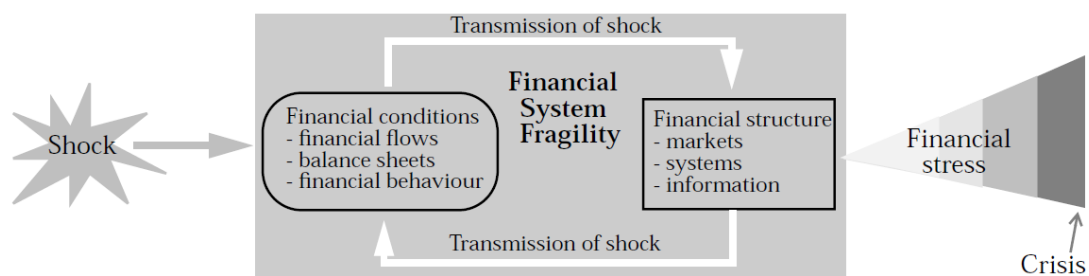 Transmission of shock
Financial
System
Fragility
Shock
Financial conditions
- financial flows
- balance sheets
- financial behaviour
Financial structure
- markets
- systems
- information
Financial
stress
Transmission of shock
Crisis